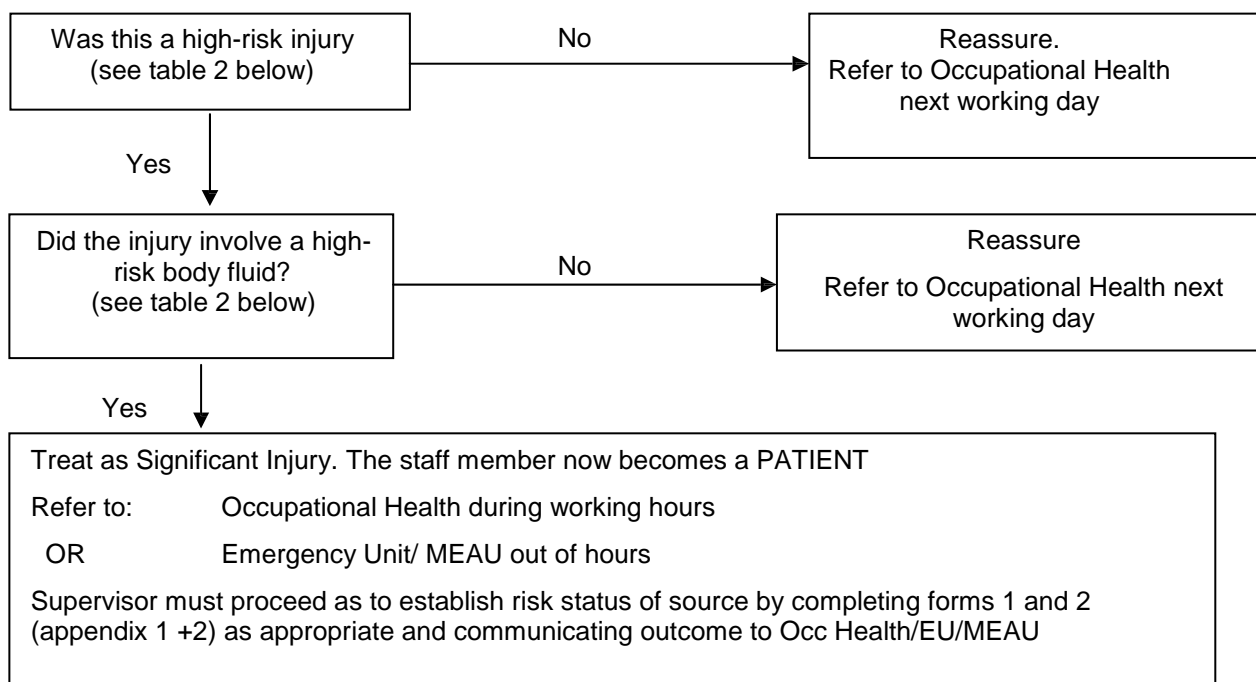 Was this a high-risk injury
(see table 2 below)
No
Reassure.
Refer to Occupational Health
next working day
Yes
Did the injury involve a high-
risk body fluid?
(see table 2 below)
No
Reassure
Refer to Occupational Health next
working day
Yes
Treat as Significant Injury. The staff member now becomes a PATIENT
Refer to: Occupational Health during working hours
OR Emergency Unit/ MEAU out of hours
Supervisor must proceed as to establish risk status of source by completing forms 1 and 2
(appendix 1 +2) as appropriate and communicating outcome to Occ Health/EU/MEAU